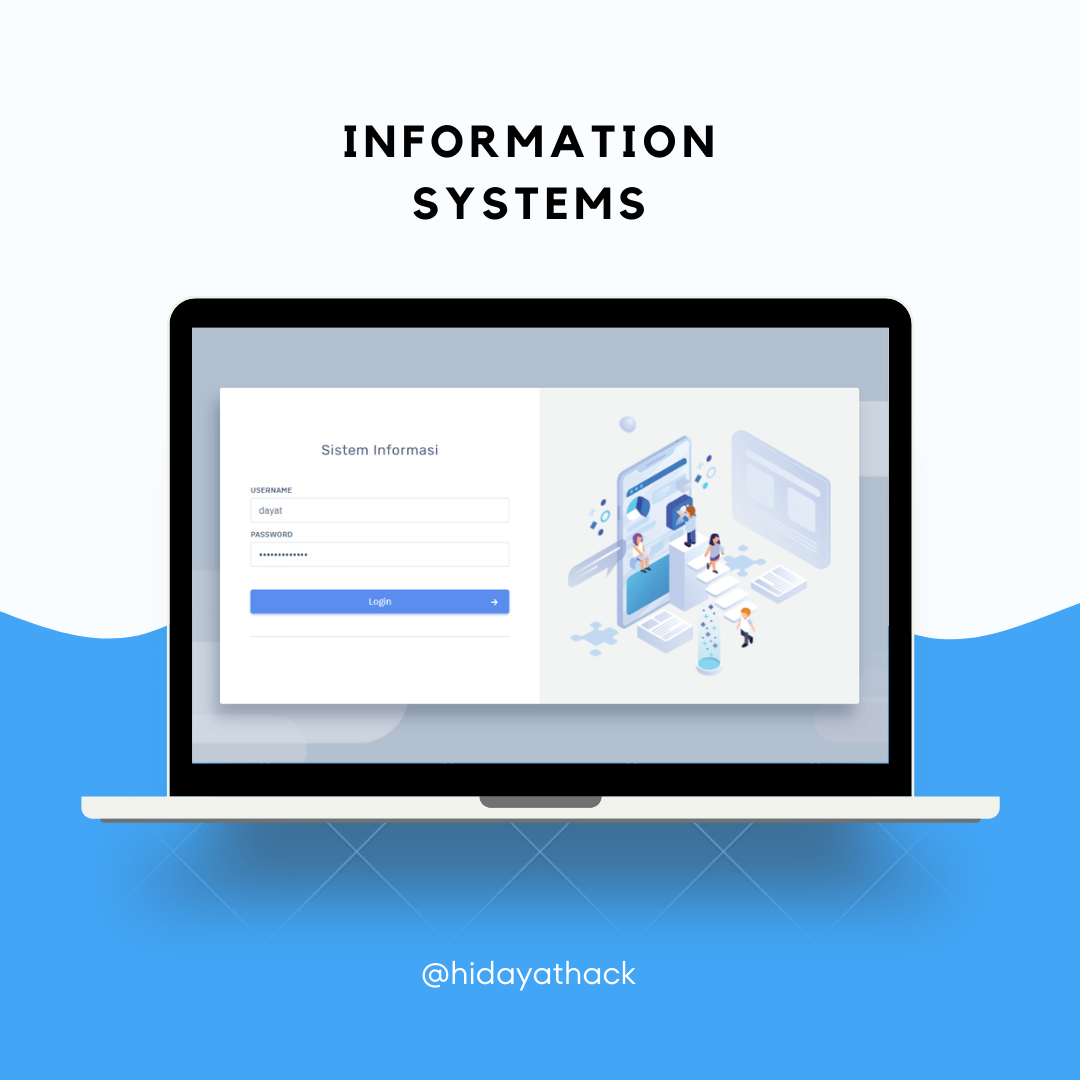 INFORMATION
SYSTEMS
Sistem Informasi
USERNAME
dayat
PASSWORD
•••••••••••••
Login
@hidayathack